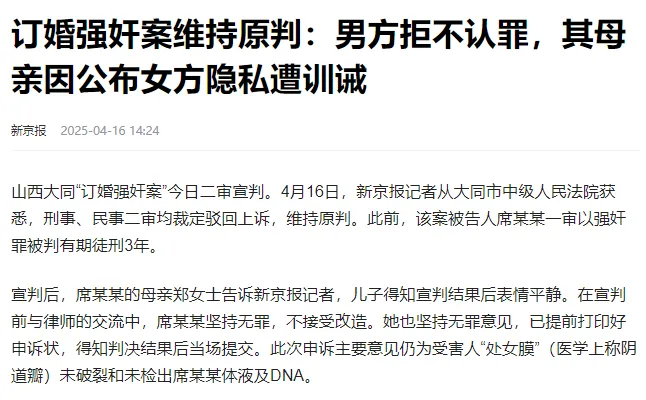 订婚强奸案维持原判：男方拒不认罪，其母
亲因公布女方隐私遭训诫
新京报 2025-04-16 14:24
山西大同“订婚强奸案”今日二审宣判。4月16日，新京报记者从大同市中级人民法院获
悉，刑事、民事二审均裁定驳回上诉，维持原判。此前，该案被告人席某某一审以强奸
罪被判有期徒刑3年。
宣判后，席某某的母亲郑女士告诉新京报记者，儿子得知宣判结果后表情平静。在宣判
前与律师的交流中，席某某坚持无罪，不接受改造。她也坚持无罪意见，已提前打印好
申诉状，得知判决结果后当场提交。此次申诉主要意见仍为受害人“处女膜”（医学上称阴
道瓣）未破裂和未检出席某某体液及DNA。